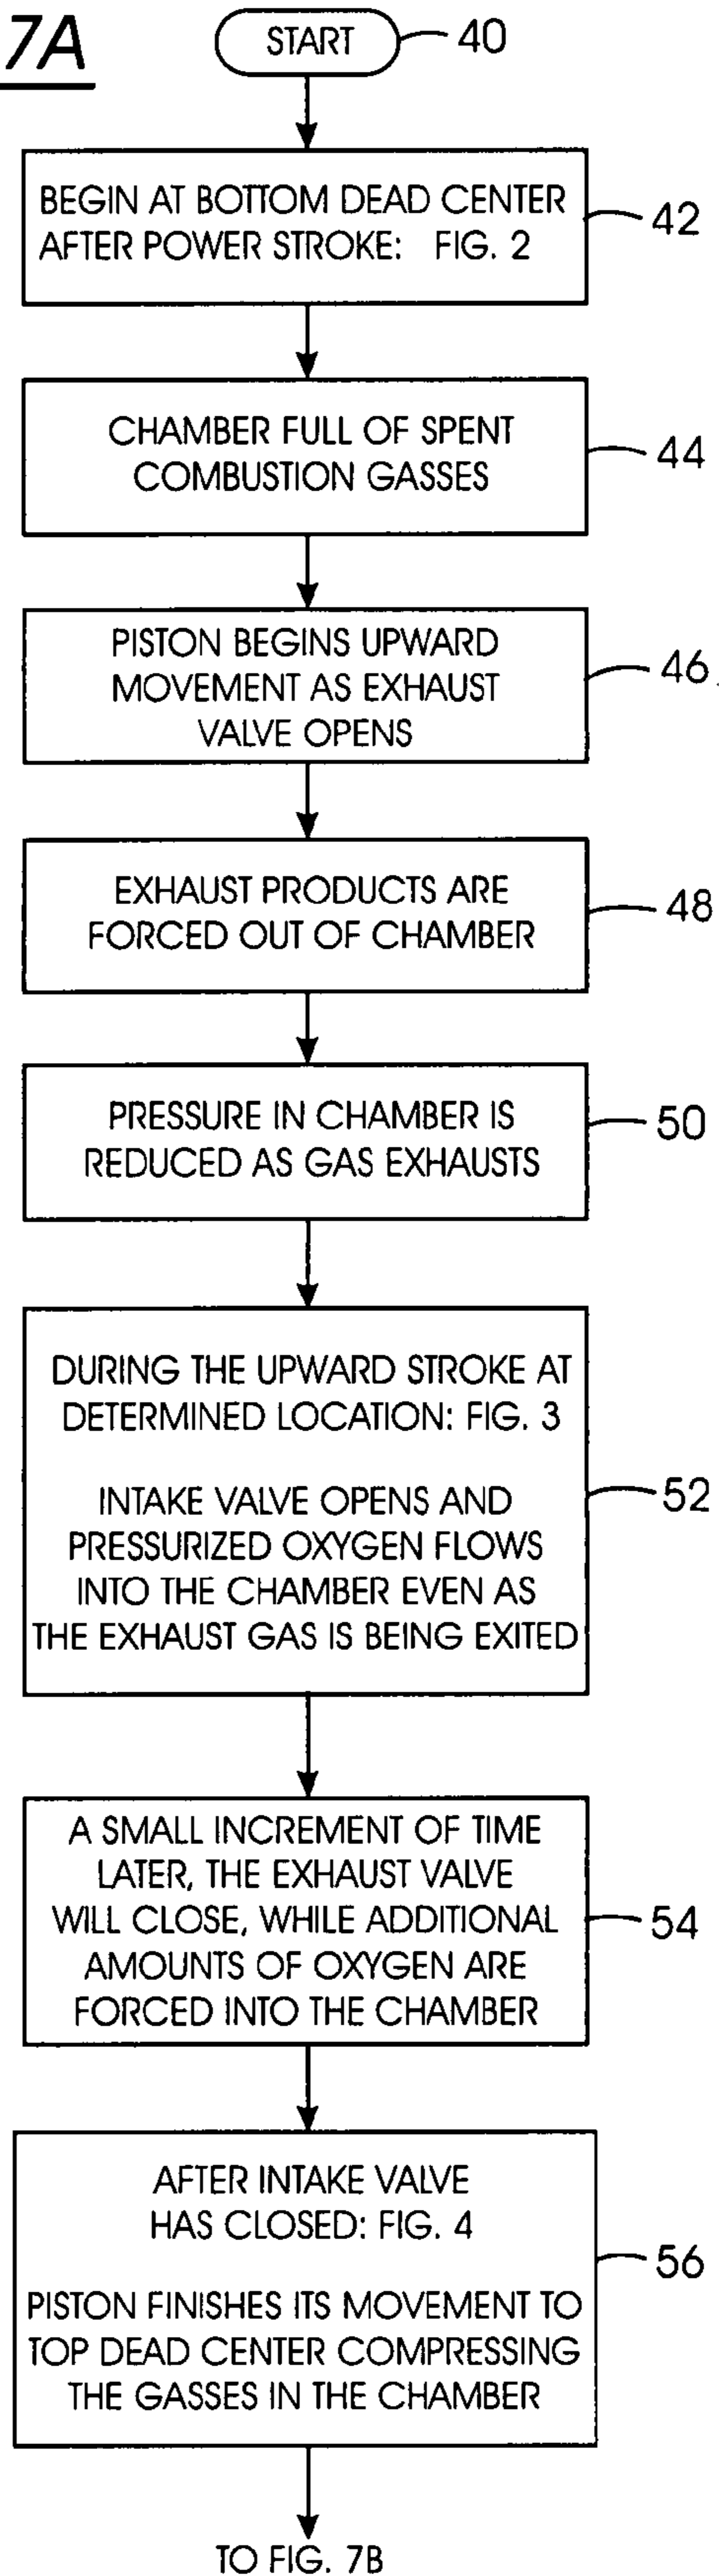 7A
START
40
BEGIN AT BOTTOM DEAD CENTER
AFTER POWER STROKE: FIG. 2
42
CHAMBER FULL OF SPENT
COMBUSTION GASSES
44
PISTON BEGINS UPWARD
MOVEMENT AS EXHAUST
VALVE OPENS
46
EXHAUST PRODUCTS ARE
FORCED OUT OF CHAMBER
48
PRESSURE IN CHAMBER IS
REDUCED AS GAS EXHAUSTS
50
DURING THE UPWARD STROKE AT
DETERMINED LOCATION: FIG. 3
INTAKE VALVE OPENS AND
PRESSURIZED OXYGEN FLOWS
INTO THE CHAMBER EVEN AS
THE EXHAUST GAS IS BEING EXITED
52
A SMALL INCREMENT OF TIME
LATER, THE EXHAUST VALVE
WILL CLOSE, WHILE ADDITIONAL
AMOUNTS OF OXYGEN ARE
FORCED INTO THE CHAMBER
54
AFTER INTAKE VALVE
HAS CLOSED: FIG. 4
PISTON FINISHES ITS MOVEMENT TO
TOP DEAD CENTER COMPRESSING
THE GASSES IN THE CHAMBER
56
TO FIG. 7B